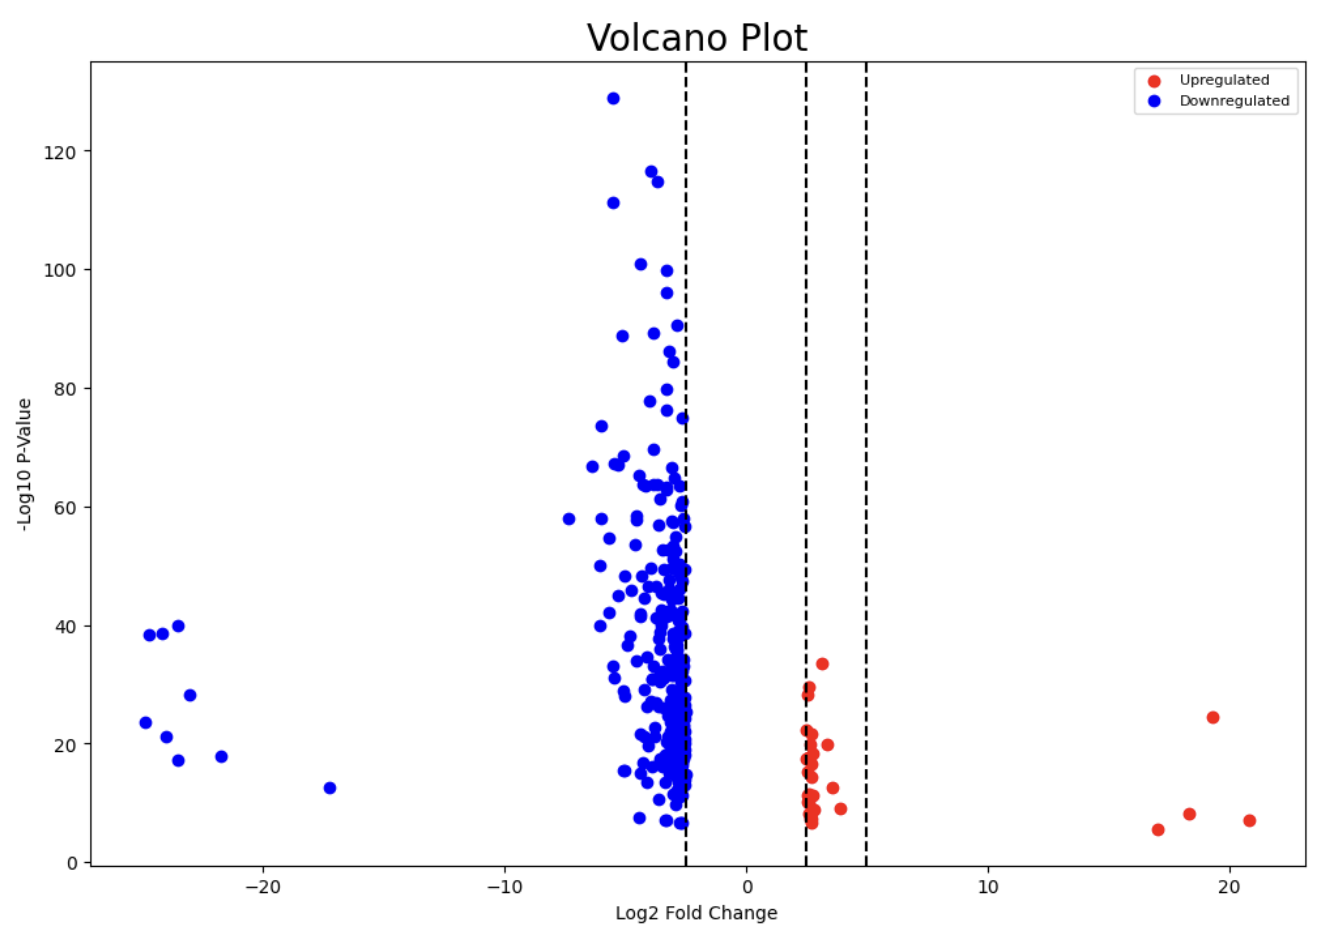 Volcano Plot
Upregulated
Downregulated
120
100
80
60
40
20
0
-Log10 P-Value
−20
−10
0
10
20
Log2 Fold Change